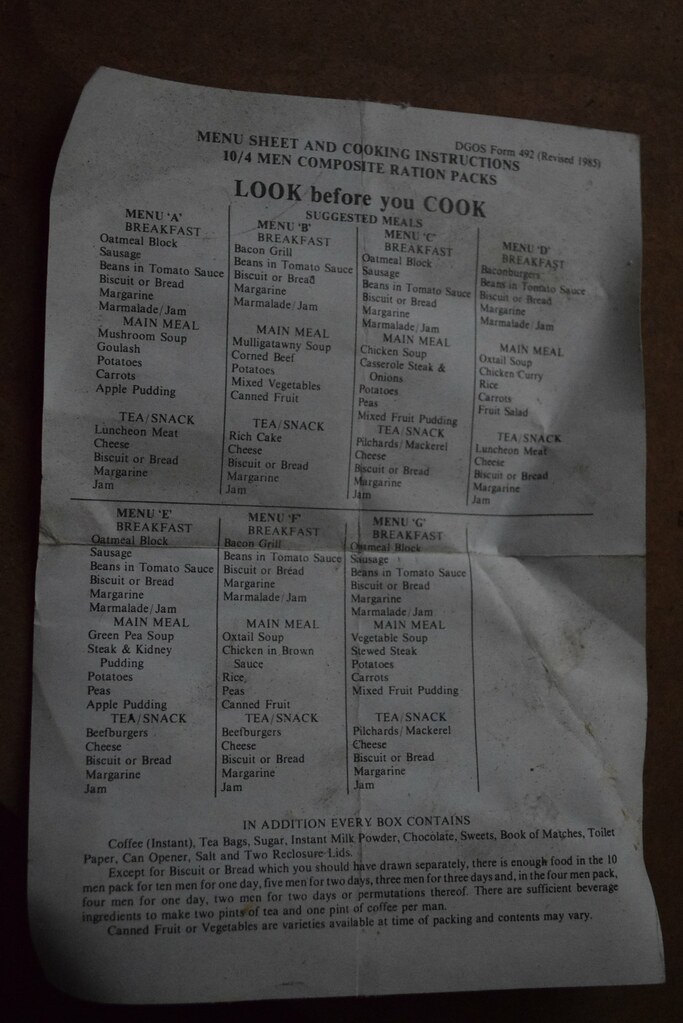 DGOS Form 492 (Revised 1985)
MENU SHEET AND COOKING INSTRUCTIONS
10/4 MEN COMPOSITE RATION PACKS
LOOK before you COOK
SUGGESTED MEALS
MENU 'A'
BREAKFAST
Oatmeal Block
Sausage
Beans in Tomato Sauce
Biscuit or Bread
Margarine
Marmalade/Jam
MAIN MEAL
Mushroom Soup
Goulash
Potatoes
Carrots
Apple Pudding
TEA/SNACK
Luncheon Meat
Cheese
Biscuit or Bread
Margarine
Jam
MENU 'B'
BREAKFAST
Bacon Grill
Beans in Tomato Sauce
Biscuit or Bread
Margarine
Marmalade/Jam
MAIN MEAL
Mulligatawny Soup
Corned Beef
Potatoes
Mixed Vegetables
Canned Fruit
TEA/SNACK
Rich Cake
Cheese
Biscuit or Bread
Margarine
Jam
MENU 'C'
BREAKFAST
Oatmeal Block
Sausage
Beans in Tomato Sauce
Biscuit or Bread
Margarine
Marmalade/Jam
MAIN MEAL
Chicken Soup
Casserole Steak &
Onions
Potatoes
Peas
Mixed Fruit Pudding
TEA/SNACK
Pilchards/Mackerel
Cheese
Biscuit or Bread
Margarine
Jam
MENU 'D'
BREAKFAST
Baconburgers
Beans in Tomato Sauce
Biscuit or Bread
Margarine
Marmalade/Jam
MAIN MEAL
Oxtail Soup
Chicken Curry
Rice
Carrots
Fruit Salad
TEA/SNACK
Luncheon Meat
Cheese
Biscuit or Bread
Margarine
Jam
MENU 'E'
BREAKFAST
Oatmeal Block
Sausage
Beans in Tomato Sauce
Biscuit or Bread
Margarine
Marmalade/Jam
MAIN MEAL
Green Pea Soup
Steak & Kidney
Pudding
Potatoes
Peas
Apple Pudding
TEA/SNACK
Beefburgers
Cheese
Biscuit or Bread
Margarine
Jam
MENU 'F'
BREAKFAST
Bacon Grill
Beans in Tomato Sauce
Biscuit or Bread
Margarine
Marmalade/Jam
MAIN MEAL
Oxtail Soup
Chicken in Brown
Sauce
Rice
Peas
Canned Fruit
TEA/SNACK
Beefburgers
Cheese
Biscuit or Bread
Margarine
Jam
MENU 'G'
BREAKFAST
Oatmeal Block
Sausage
Beans in Tomato Sauce
Biscuit or Bread
Margarine
Marmalade/Jam
MAIN MEAL
Vegetable Soup
Stewed Steak
Potatoes
Carrots
Mixed Fruit Pudding
TEA/SNACK
Pilchards/Mackerel
Cheese
Biscuit or Bread
Margarine
Jam
IN ADDITION EVERY BOX CONTAINS
Coffee (Instant), Tea Bags, Sugar, Instant Milk Powder, Chocolate, Sweets, Book of Matches, Toilet
Paper, Can Opener, Salt and Two Reclosure Lids.
Except for Biscuit or Bread which you should have drawn separately, there is enough food in the 10
men pack for ten men for one day, five men for two days, three men for three days and, in the four men pack,
four men for one day, two men for two days or permutations thereof. There are sufficient beverage
ingredients to make two pints of tea and one pint of coffee per man.
Canned Fruit or Vegetables are varieties available at time of packing and contents may vary.